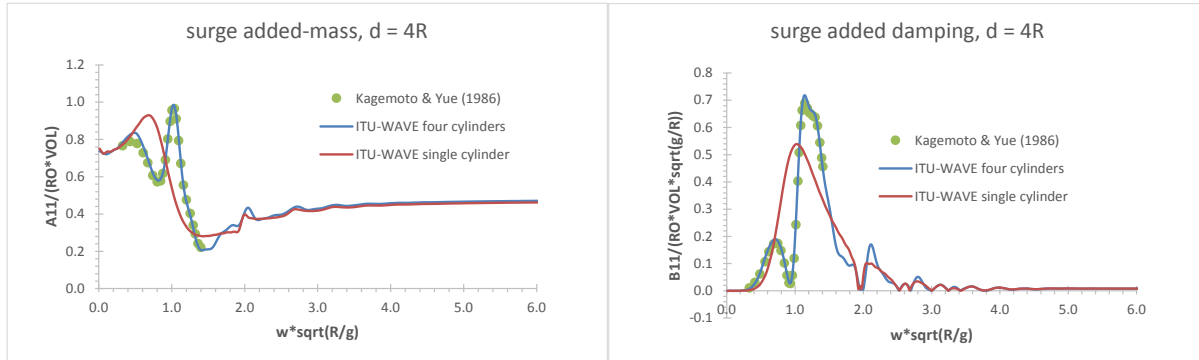 surge added-mass, d = 4R
A11/(RO*VOL)
1.2
1.0
0.8
0.6
0.4
0.2
0.0
Kagemoto & Yue (1986)
ITU-WAVE four cylinders
ITU-WAVE single cylinder
0.0 1.0 2.0 3.0 4.0 5.0 6.0
w*sqrt(R/g)
surge added damping, d = 4R
B11/(RO*VOL*sqrt(g/R))
0.8
0.7
0.6
0.5
0.4
0.3
0.2
0.1
0.0
-0.1
Kagemoto & Yue (1986)
ITU-WAVE four cylinders
ITU-WAVE single cylinder
0.0 1.0 2.0 3.0 4.0 5.0 6.0
w*sqrt(R/g)